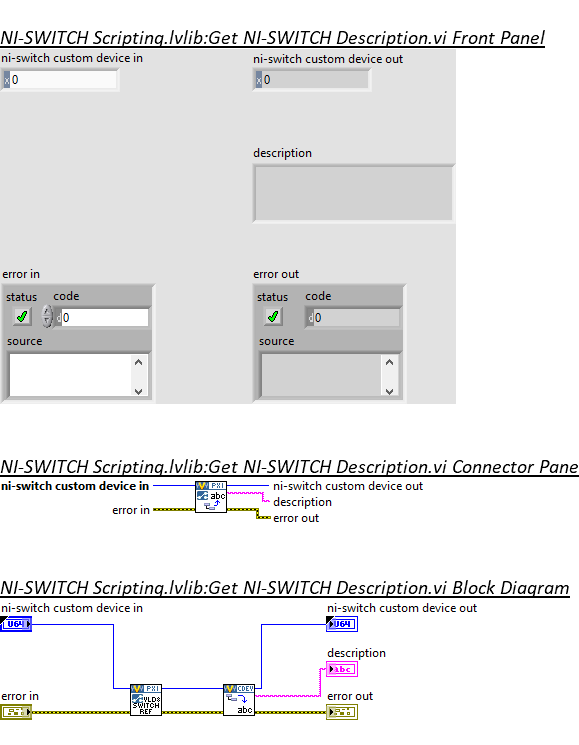 NI-SWITCH Scripting.lvlib:Get NI-SWITCH Description.vi Front Panel
ni-switch custom device in
ni-switch custom device out
x 0
x 0
description
error in
error out
status code
status code
d 0
d 0
source
source
NI-SWITCH Scripting.lvlib:Get NI-SWITCH Description.vi Connector Pane
ni-switch custom device in
PXI
ni-switch custom device out
abc
description
error in
error out
NI-SWITCH Scripting.lvlib:Get NI-SWITCH Description.vi Block Diagram
ni-switch custom device in
ni-switch custom device out
U64
U64
description
abc
error in
PXI
CDEV
error out
VLDS
SWITCH
REF
abc